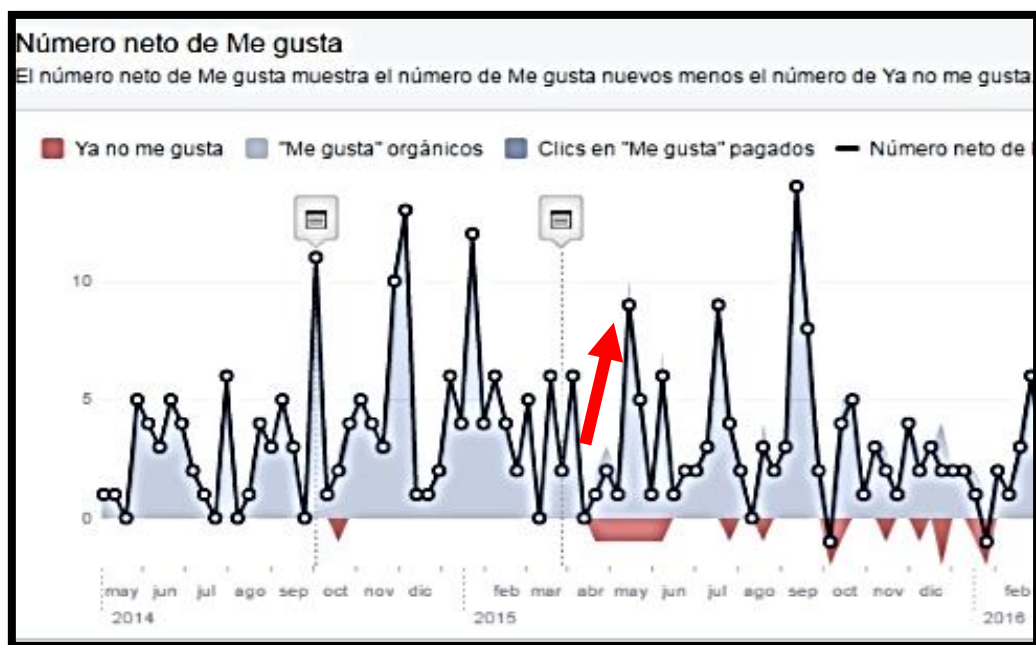 Número neto de Me gusta
El número neto de Me gusta muestra el número de Me gusta nuevos menos el número de Ya no me gusta
Ya no me gusta "Me gusta" orgánicos Clics en "Me gusta" pagados Número neto de
10
5
0
may jun jul ago sep oct nov dic feb mar abr may jun jul ago sep oct nov dic feb
2014 2015 2016